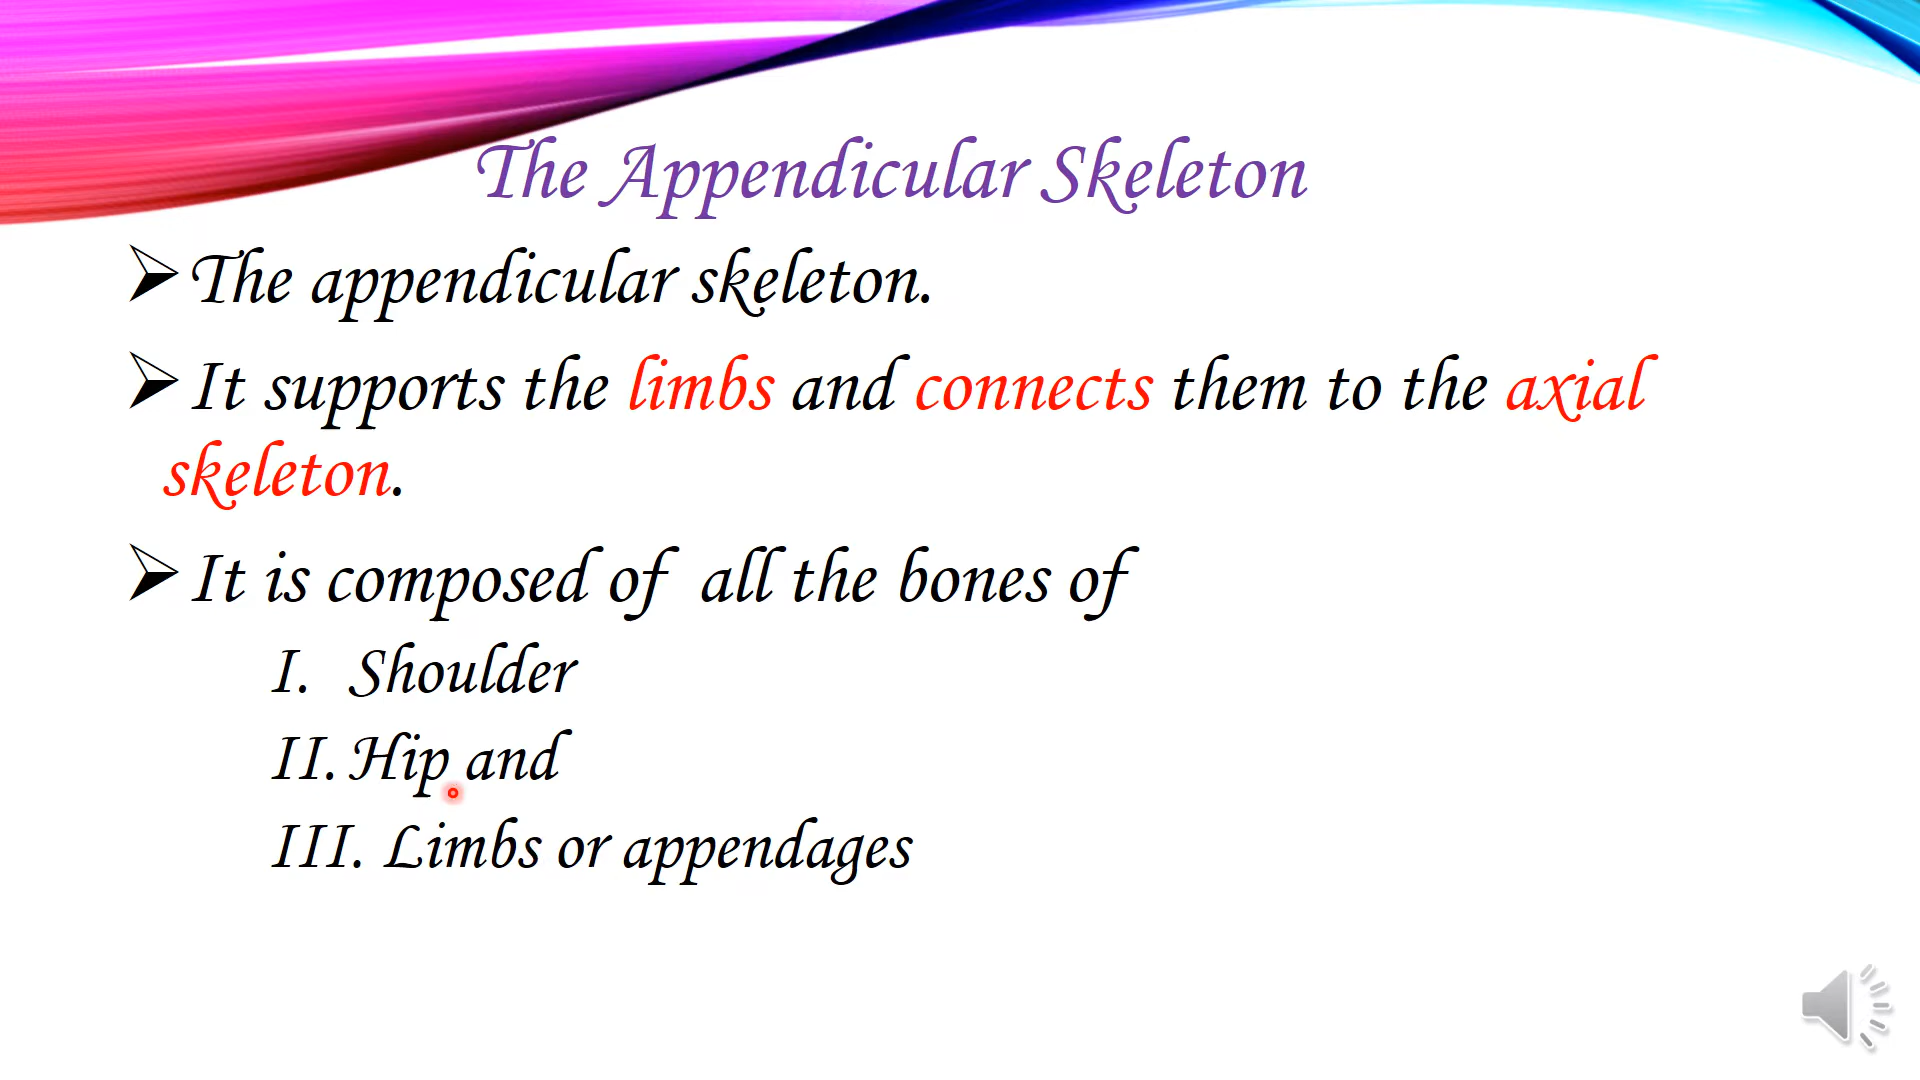 The Appendicular Skeleton
The appendicular skeleton.
It supports the limbs and connects them to the axial
skeleton.
It is composed of all the bones of
I. Shoulder
II. Hip and
III. Limbs or appendages